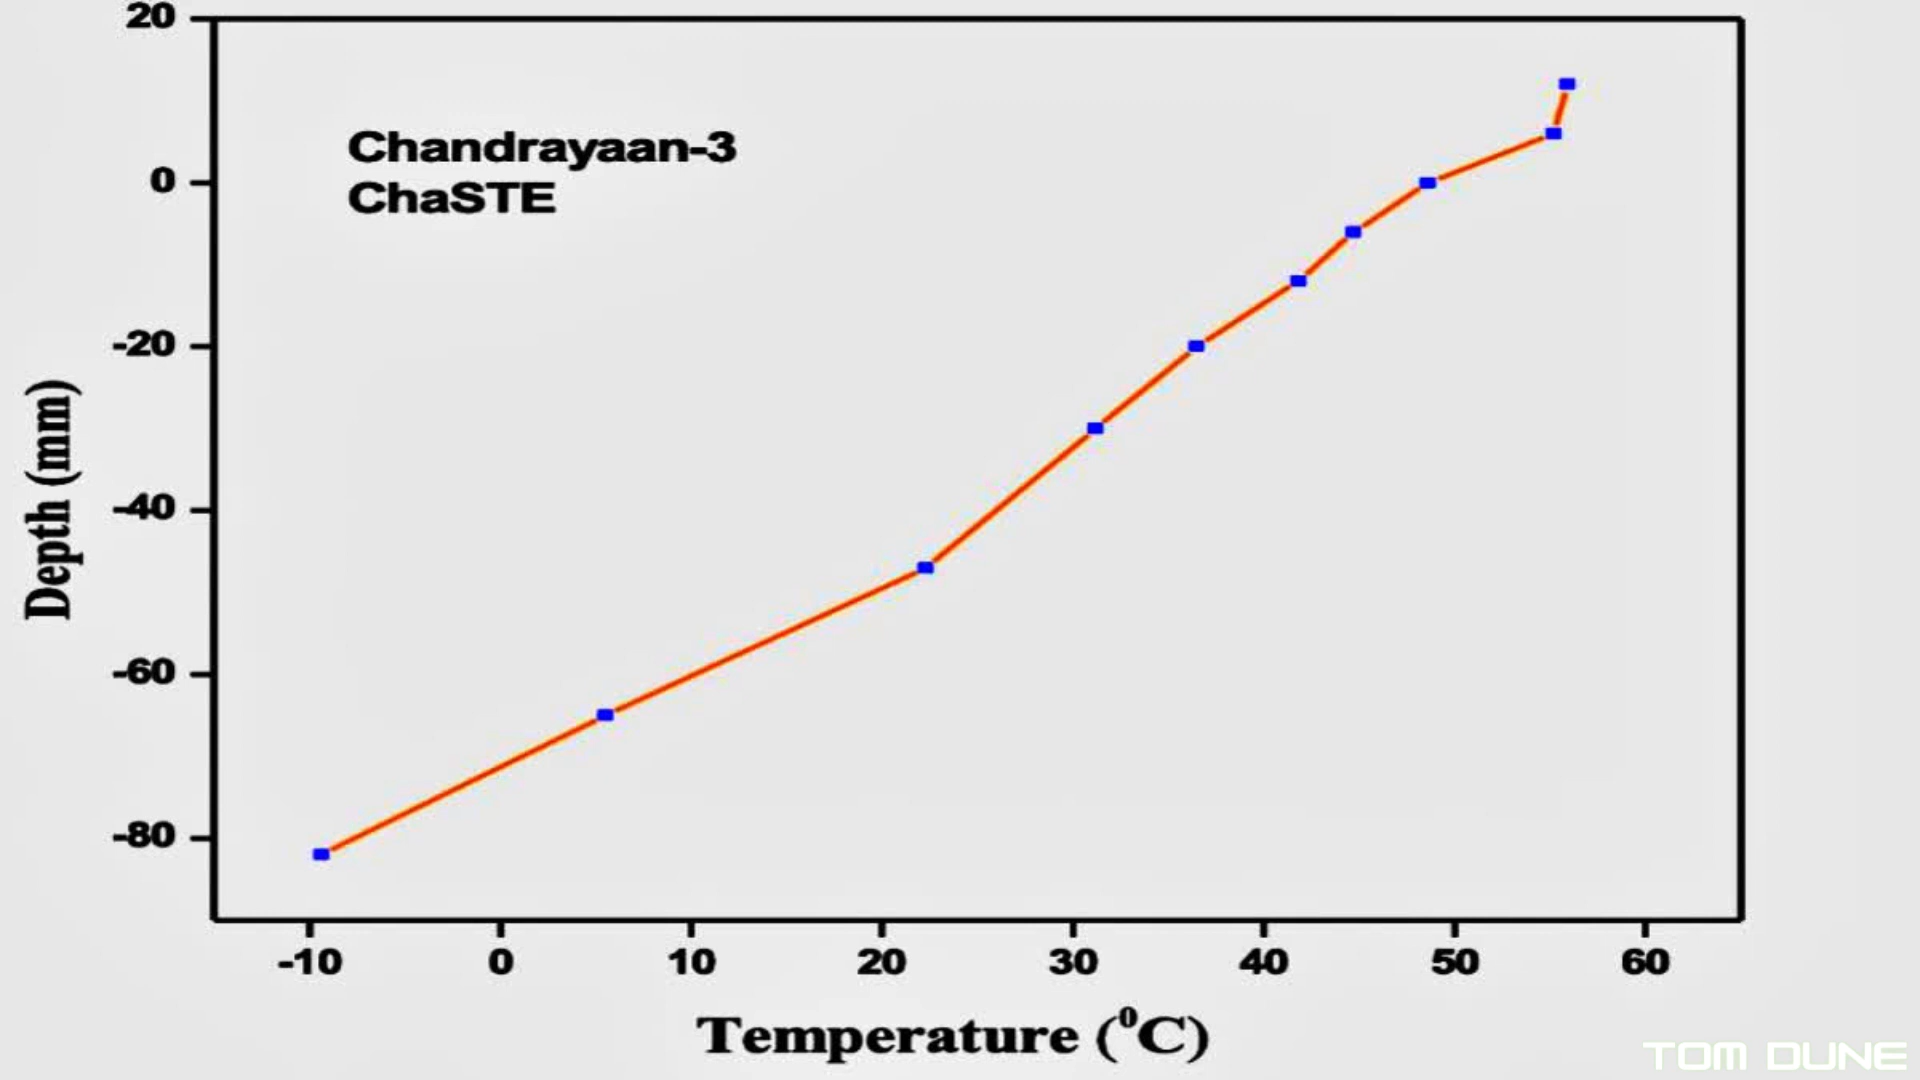 20
Chandrayaan-3
0
ChaSTE
-20
Depth (mm)
-40
-60
-80
-10 0 10 20 30 40 50 60
Temperature (⁰C)
TOM DUNE